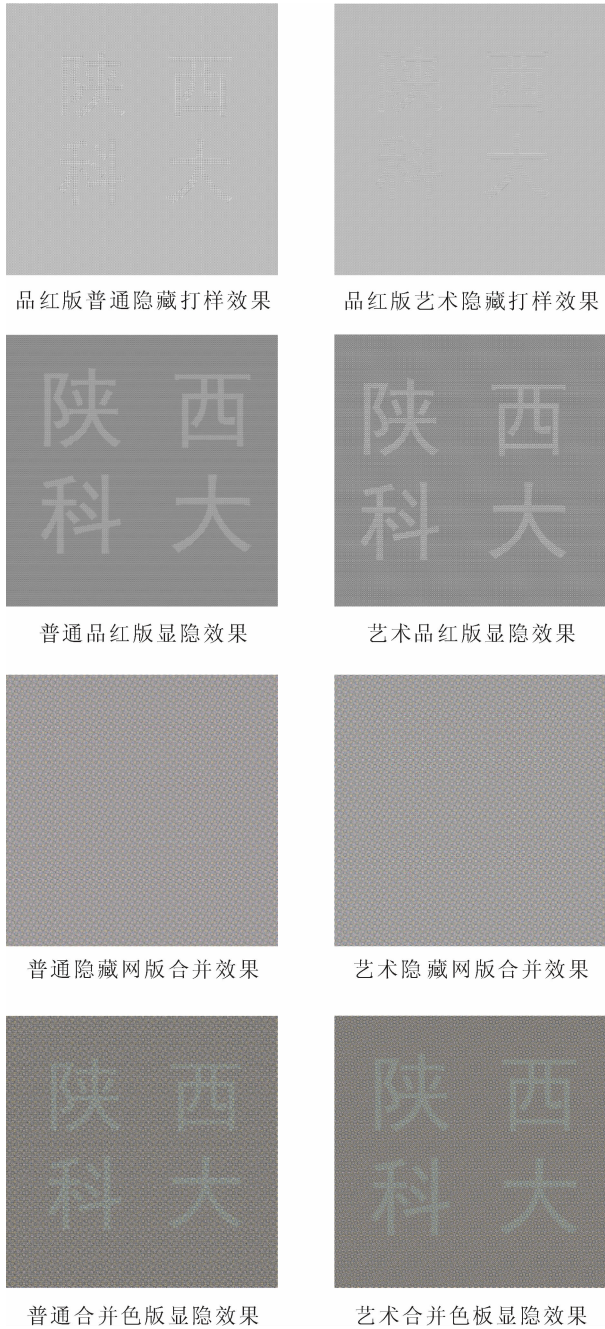 陕 西
科 大
陕 西
科 大
品红版普通隐藏打样效果
品红版艺术隐藏打样效果
陕 西
科 大
陕 西
科 大
普通品红版显隐效果
艺术品红版显隐效果
普通隐藏网版合并效果
艺术隐藏网版合并效果
陕 西
科 大
陕 西
科 大
普通合并色版显隐效果
艺术合并色板显隐效果